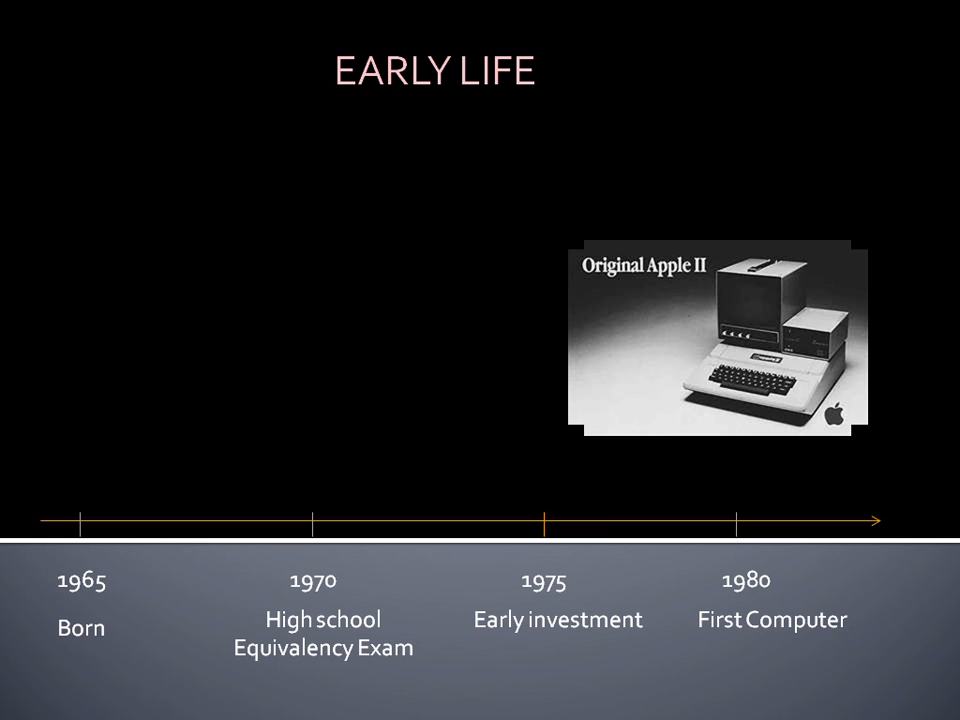 EARLY LIFE
Original Apple II
1965
1970
1975
1980
Born
High school
Equivalency Exam
Early investment
First Computer